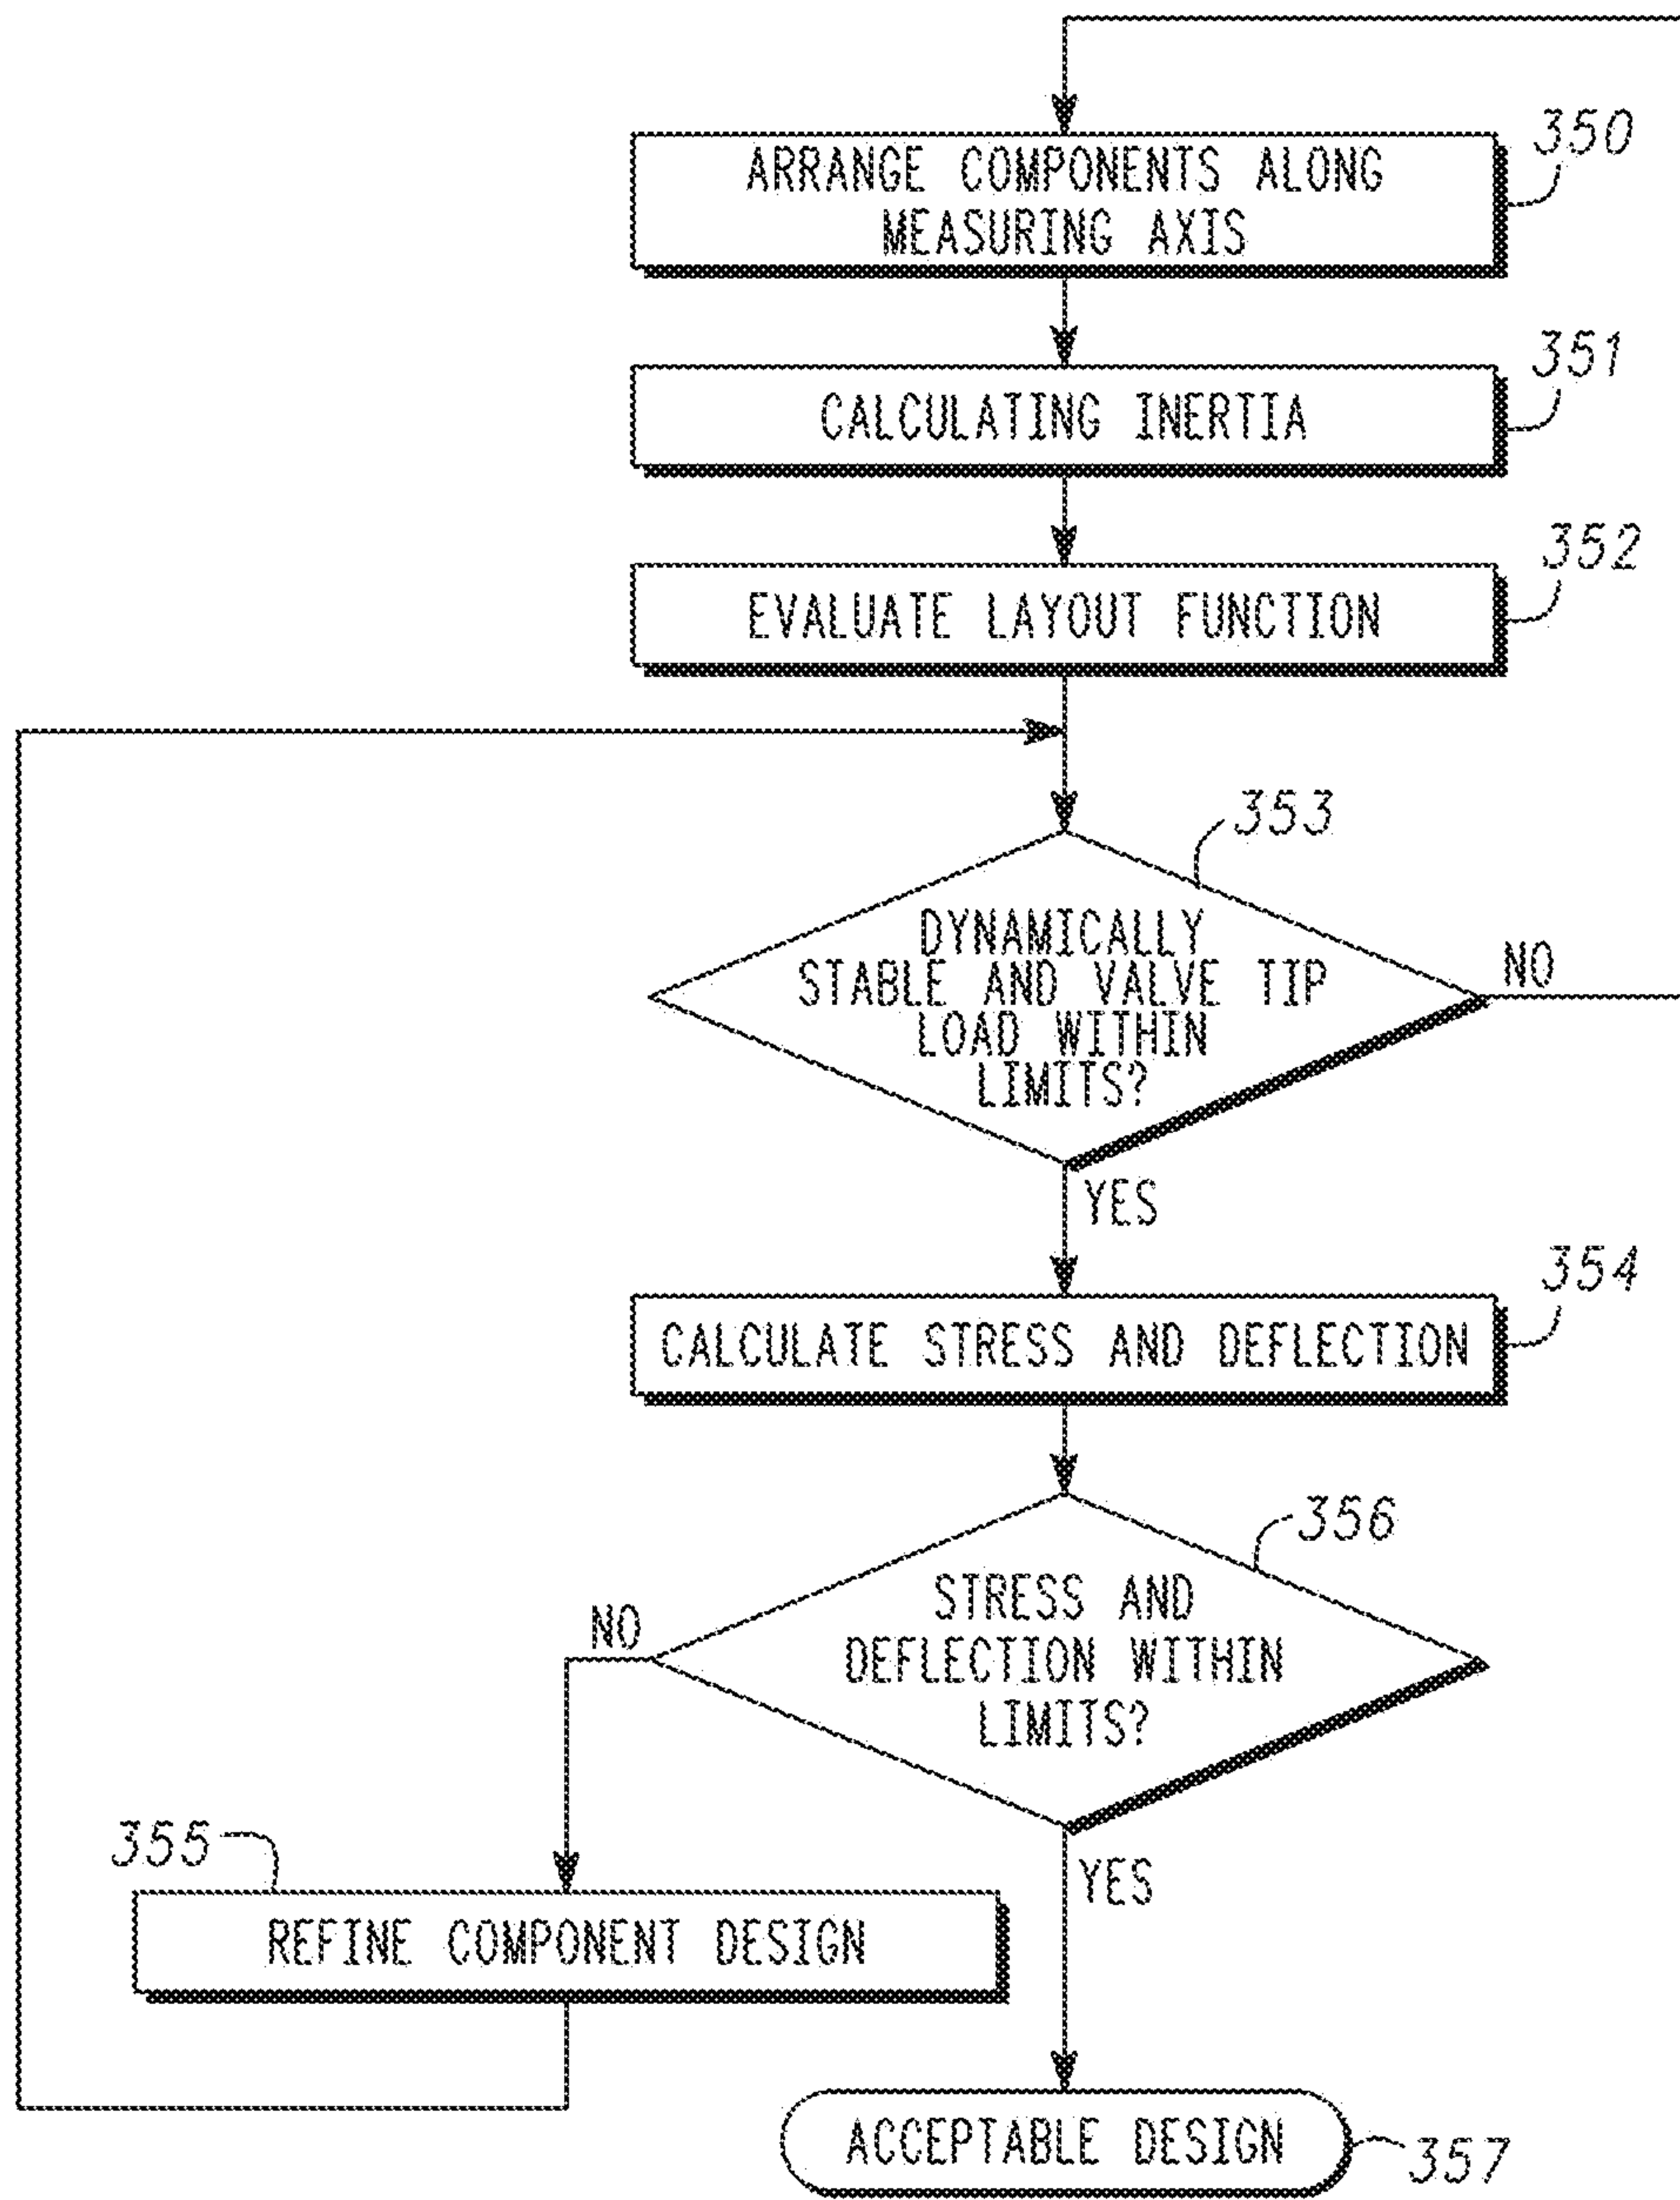 350
ARRANGE COMPONENTS ALONG
MEASURING AXIS
351
CALCULATING INERTIA
352
EVALUATE LAYOUT FUNCTION
353
DYNAMICALLY
STABLE AND VALVE TIP
LOAD WITHIN
LIMITS?
NO
YES
354
CALCULATE STRESS AND DEFLECTION
356
STRESS AND
DEFLECTION WITHIN
LIMITS?
NO
355
REFINE COMPONENT DESIGN
YES
ACCEPTABLE DESIGN
357